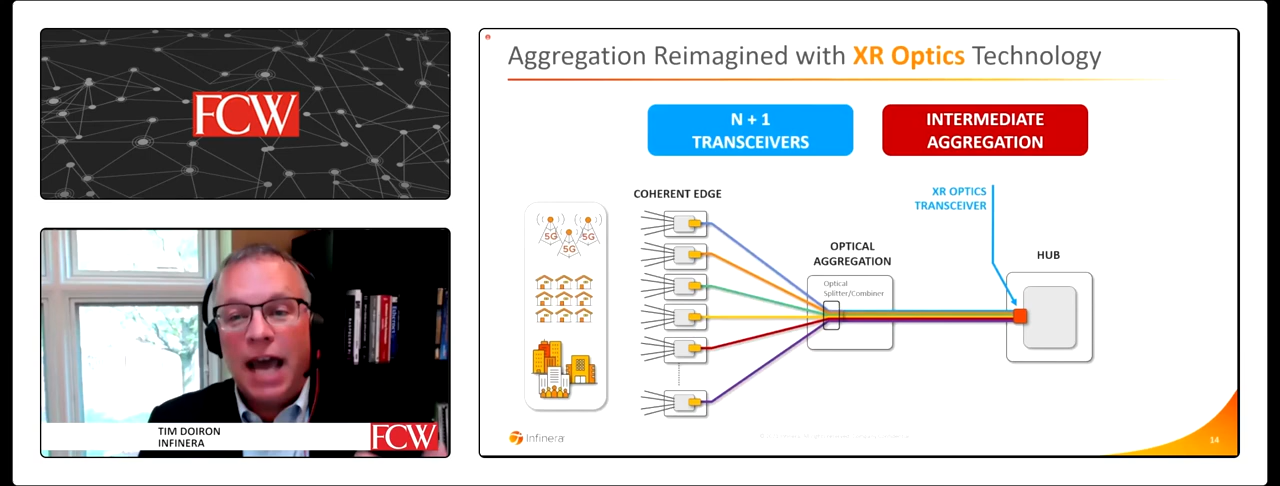 FCW
TIM DOIRON
INFINERA
FCW
Aggregation Reimagined with XR Optics Technology
N + 1
TRANSCEIVERS
INTERMEDIATE
AGGREGATION
COHERENT EDGE
5G
5G
5G
OPTICAL
AGGREGATION
Optical
Splitter/Combiner
XR OPTICS
TRANSCEIVER
HUB
Infinera
14